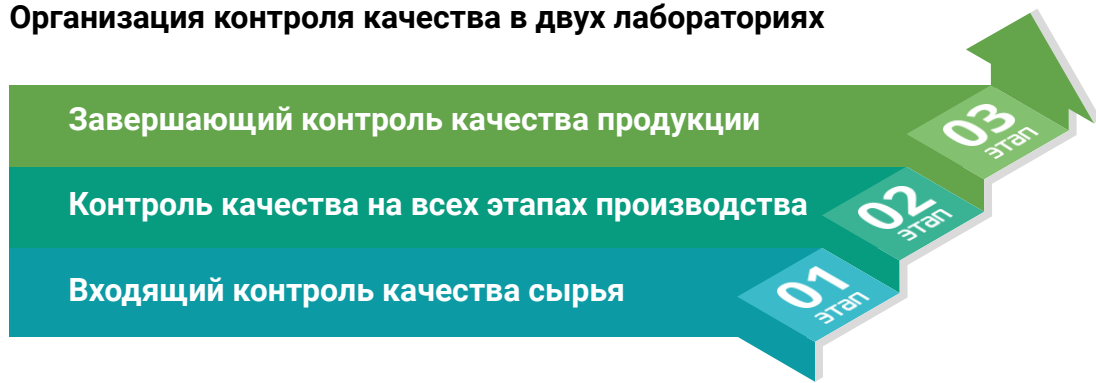 Организация контроля качества в двух лабораториях
Завершающий контроль качества продукции
03
этап
Контроль качества на всех этапах производства
02
этап
Входящий контроль качества сырья
01
этап